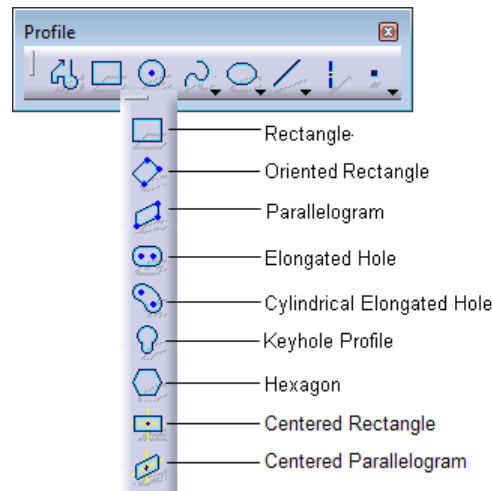 Profile
Rectangle
Oriented Rectangle
Parallelogram
Elongated Hole
Cylindrical Elongated Hole
Keyhole Profile
Hexagon
Centered Rectangle
Centered Parallelogram